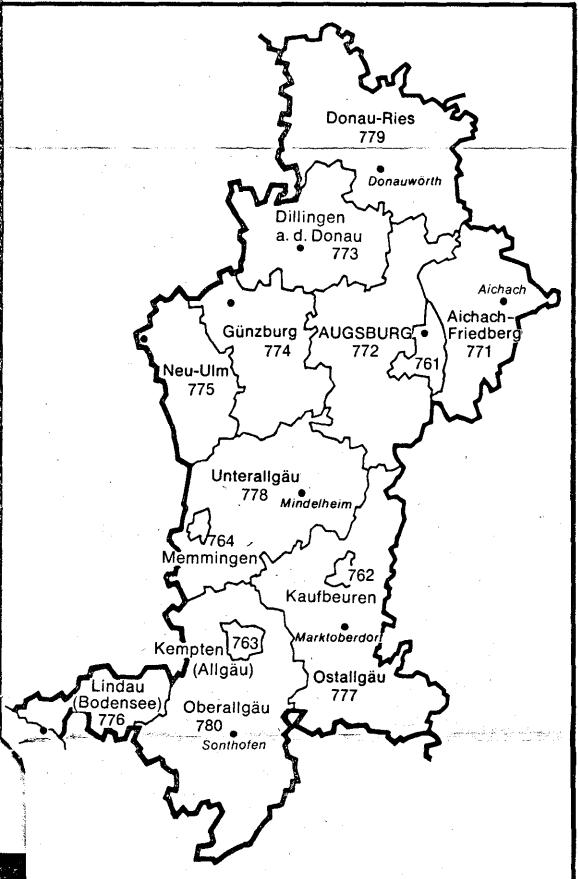 Donau-Ries
779
Donauwörth
Dillingen
a. d. Donau
773
Aichach
Günzburg
774
AUGSBURG
772
761
Aichach-
Friedberg
771
Neu-Ulm
775
Unterallgäu
778
Mindelheim
764
Memmingen
762
Kaufbeuren
Marktoberdorf
Kempten
(Allgäu)
763
Ostallgäu
777
Lindau
(Bodensee)
776
Oberallgäu
780
Sonthofen